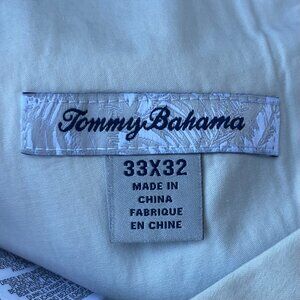 Tommy Bahama
33X32
MADE IN
CHINA
FABRIQUE
EN CHINE